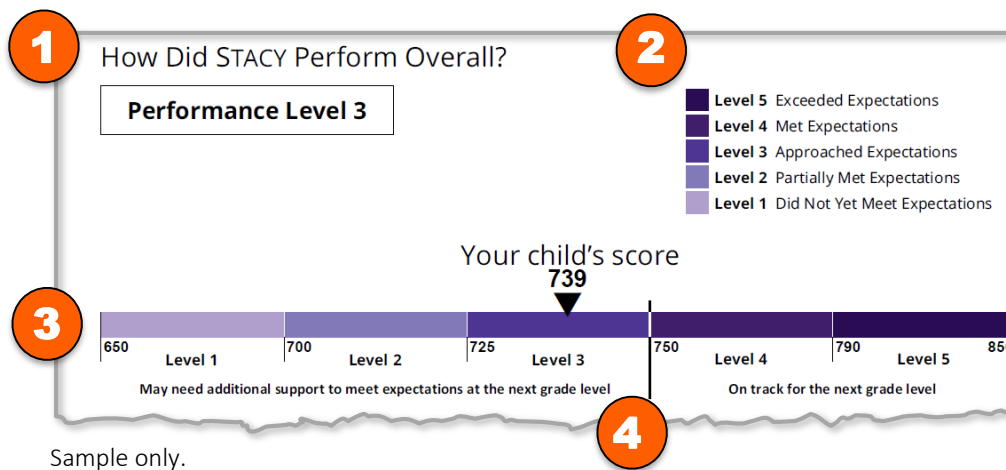 1
2
How Did STACY Perform Overall?
Performance Level 3
Level 5 Exceeded Expectations
Level 4 Met Expectations
Level 3 Approached Expectations
Level 2 Partially Met Expectations
Level 1 Did Not Yet Meet Expectations
Your child’s score
739
3
650 700 725 750 790
Level 1 Level 2 Level 3 Level 4 Level 5
May need additional support to meet expectations at the next grade level On track for the next grade level
4
Sample only.